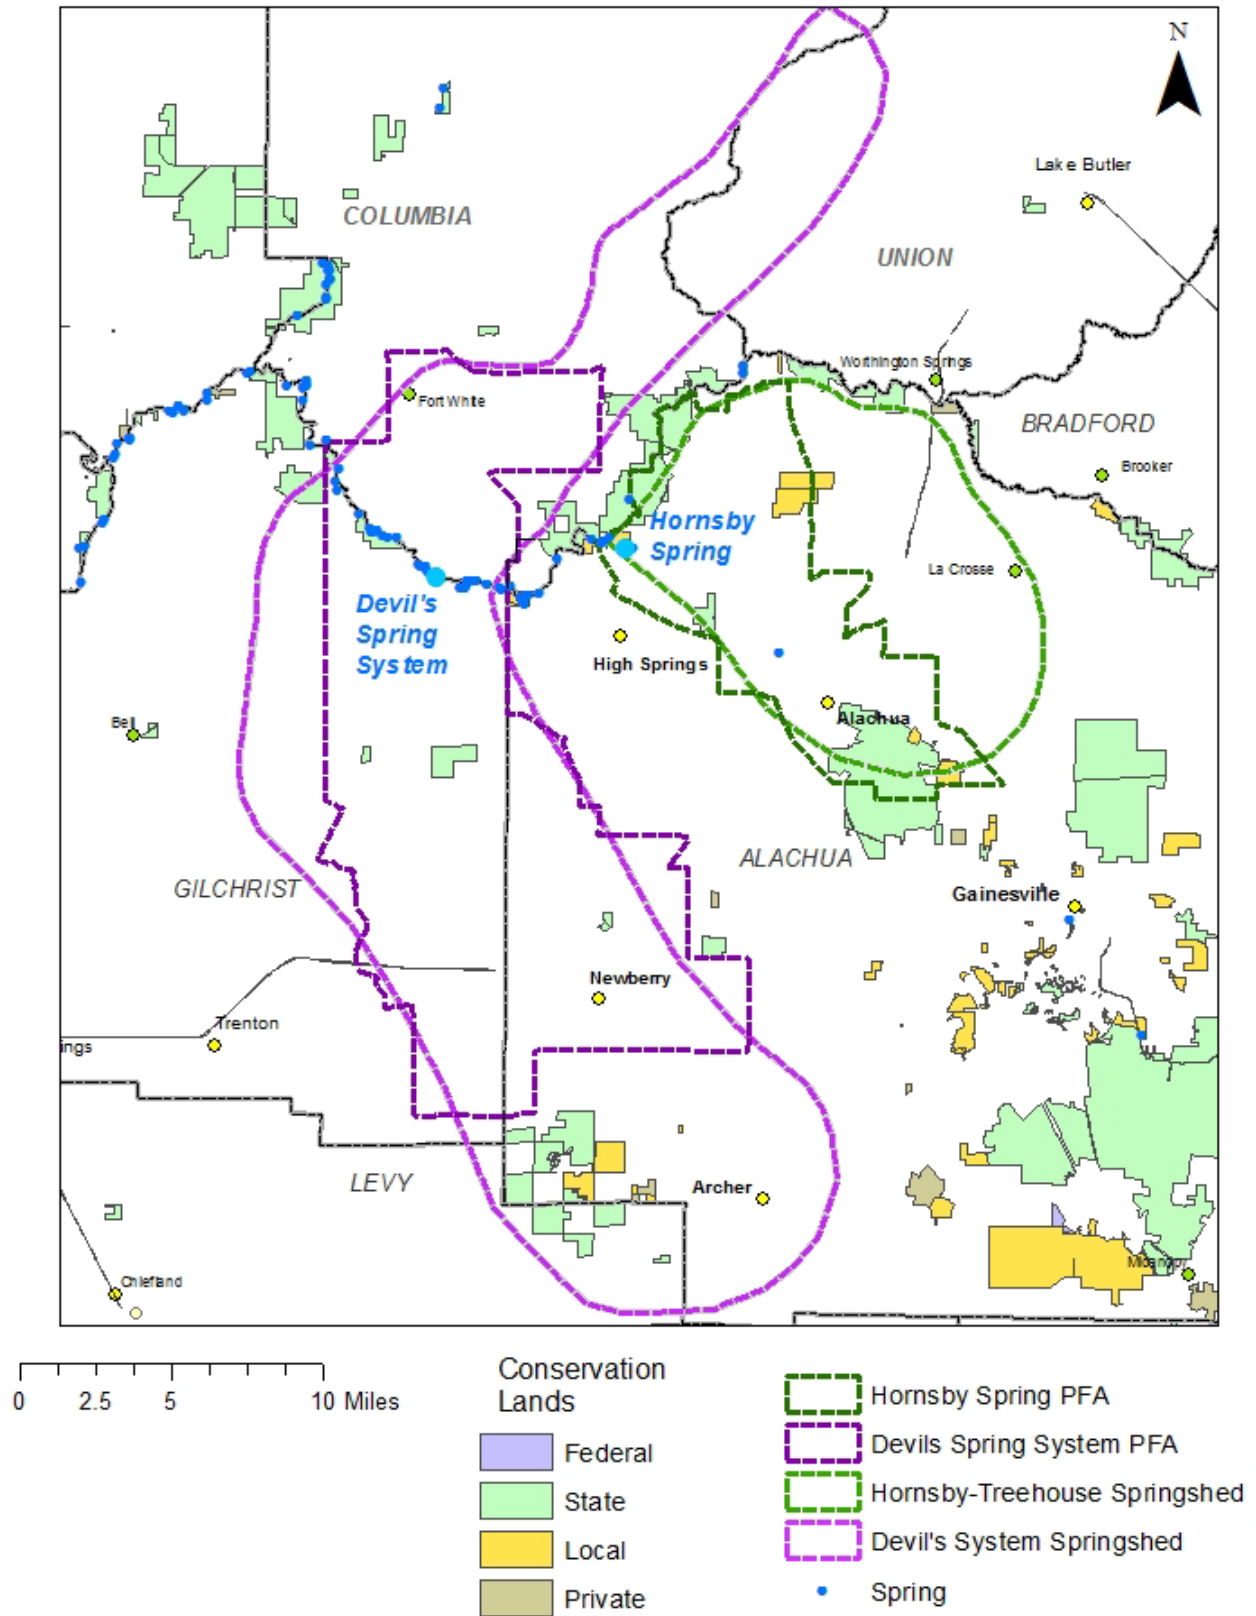 N
Lake Butler
COLUMBIA
UNION
Worthington Springs
Fort White
BRADFORD
Brooker
Hornsby
Spring
La Crosse
Devil's
Spring
System
High Springs
Alachua
Bell
ALACHUA
GILCHRIST
Gainesville
Newberry
Trenton
ings
LEVY
Archer
Micanopy
Chiefland
0 2.5 5 10 Miles
Conservation
Lands
Federal
State
Local
Private
Hornsby Spring PFA
Devils Spring System PFA
Hornsby-Treehouse Springshed
Devil's System Springshed
Spring